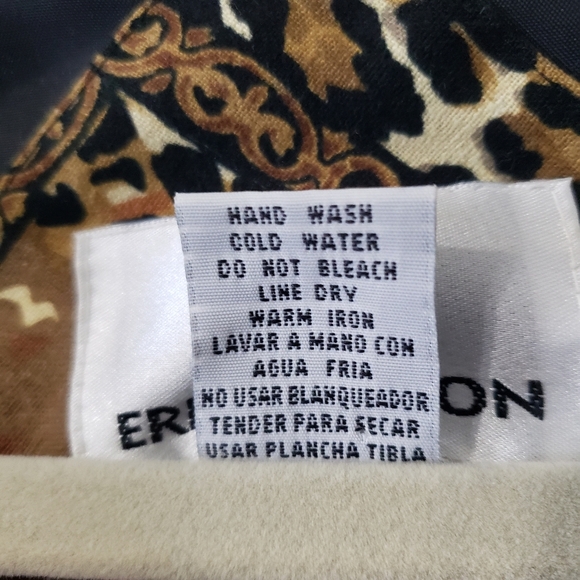 HAND WASH
COLD WATER
DO NOT BLEACH
LINE DRY
WARM IRON
LAVAR A MANO CON
AGUA FRIA
NO USAR BLANQUEADOR
TENDER PARA SECAR
USAR PLANCHA TIBLA
ERI ON